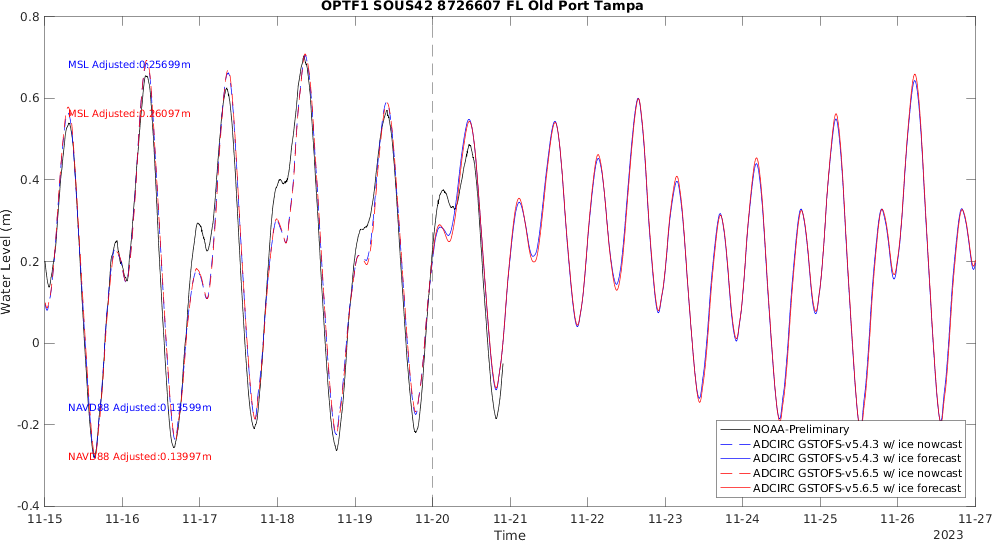 OPTF1 SOUS42 8726607 FL Old Port Tampa
0.8
0.6
0.4
0.2
0
-0.2
-0.4
Water Level (m)
MSL Adjusted:0.25699m
MSL Adjusted:0.26097m
NAVD88 Adjusted:0.13599m
NAVD88 Adjusted:0.13997m
NOAA-Preliminary
ADCIRC GSTOFS-v5.4.3 w/ ice nowcast
ADCIRC GSTOFS-v5.4.3 w/ ice forecast
ADCIRC GSTOFS-v5.6.5 w/ ice nowcast
ADCIRC GSTOFS-v5.6.5 w/ ice forecast
11-15 11-16 11-17 11-18 11-19 11-20 11-21 11-22 11-23 11-24 11-25 11-26 11-27
Time
2023